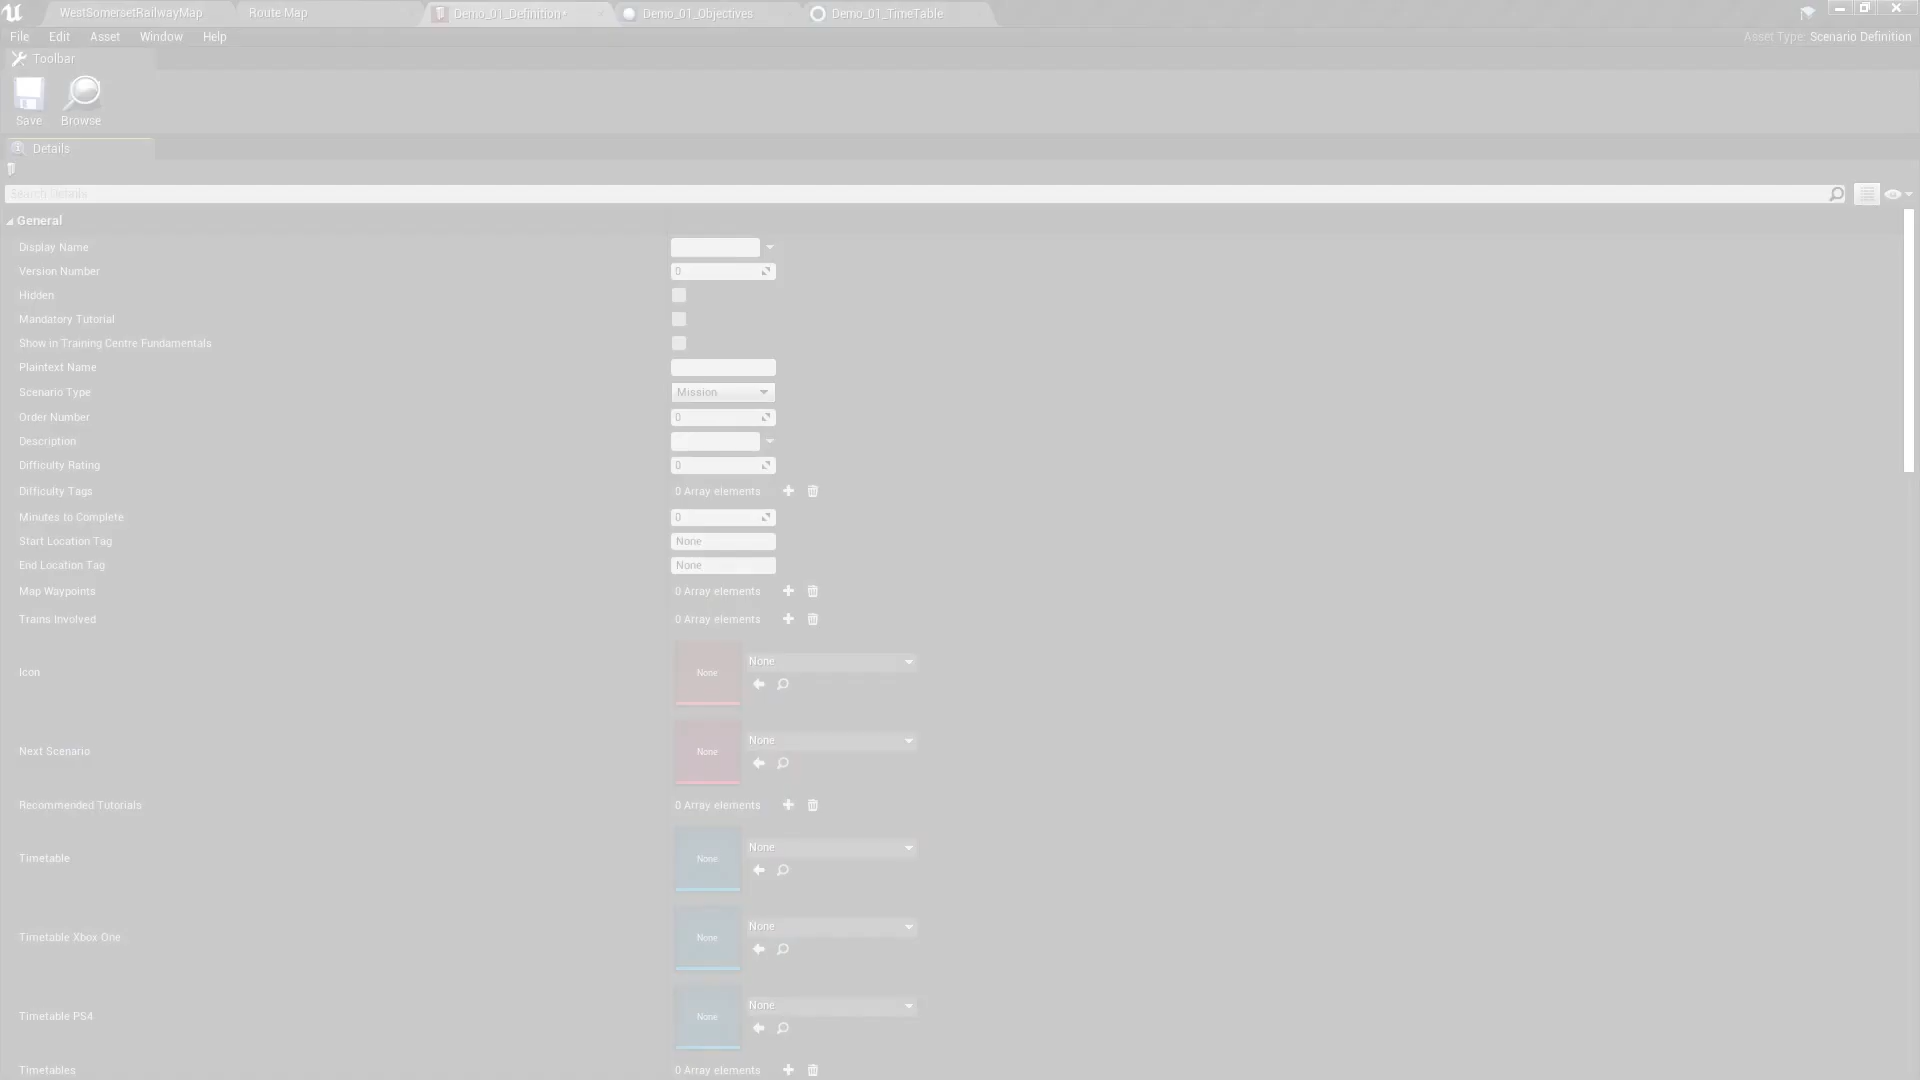 WestSomersetRailwayMap Route Map Demo_01_Definition* Demo_01_Objectives Demo_01_TimeTable
File Edit Asset Window Help Asset Type: Scenario Definition
Toolbar
Save Browse
Details
Search Details
General
Display Name
Version Number 0
Hidden
Mandatory Tutorial
Show in Training Centre Fundamentals
Plaintext Name
Scenario Type Mission
Order Number 0
Description
Difficulty Rating 0
Difficulty Tags 0 Array elements
Minutes to Complete 0
Start Location Tag None
End Location Tag None
Map Waypoints 0 Array elements
Trains Involved 0 Array elements
Icon None None
Next Scenario None None
Recommended Tutorials 0 Array elements
Timetable None None
Timetable Xbox One None None
Timetable PS4 None None
Timetables 0 Array elements